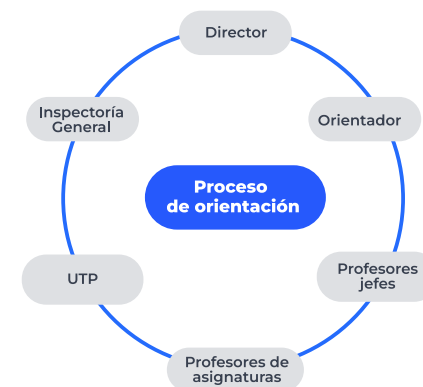 Director
Inspectoría
General
Orientador
Proceso
de orientación
UTP
Profesores
jefes
Profesores de
asignaturas